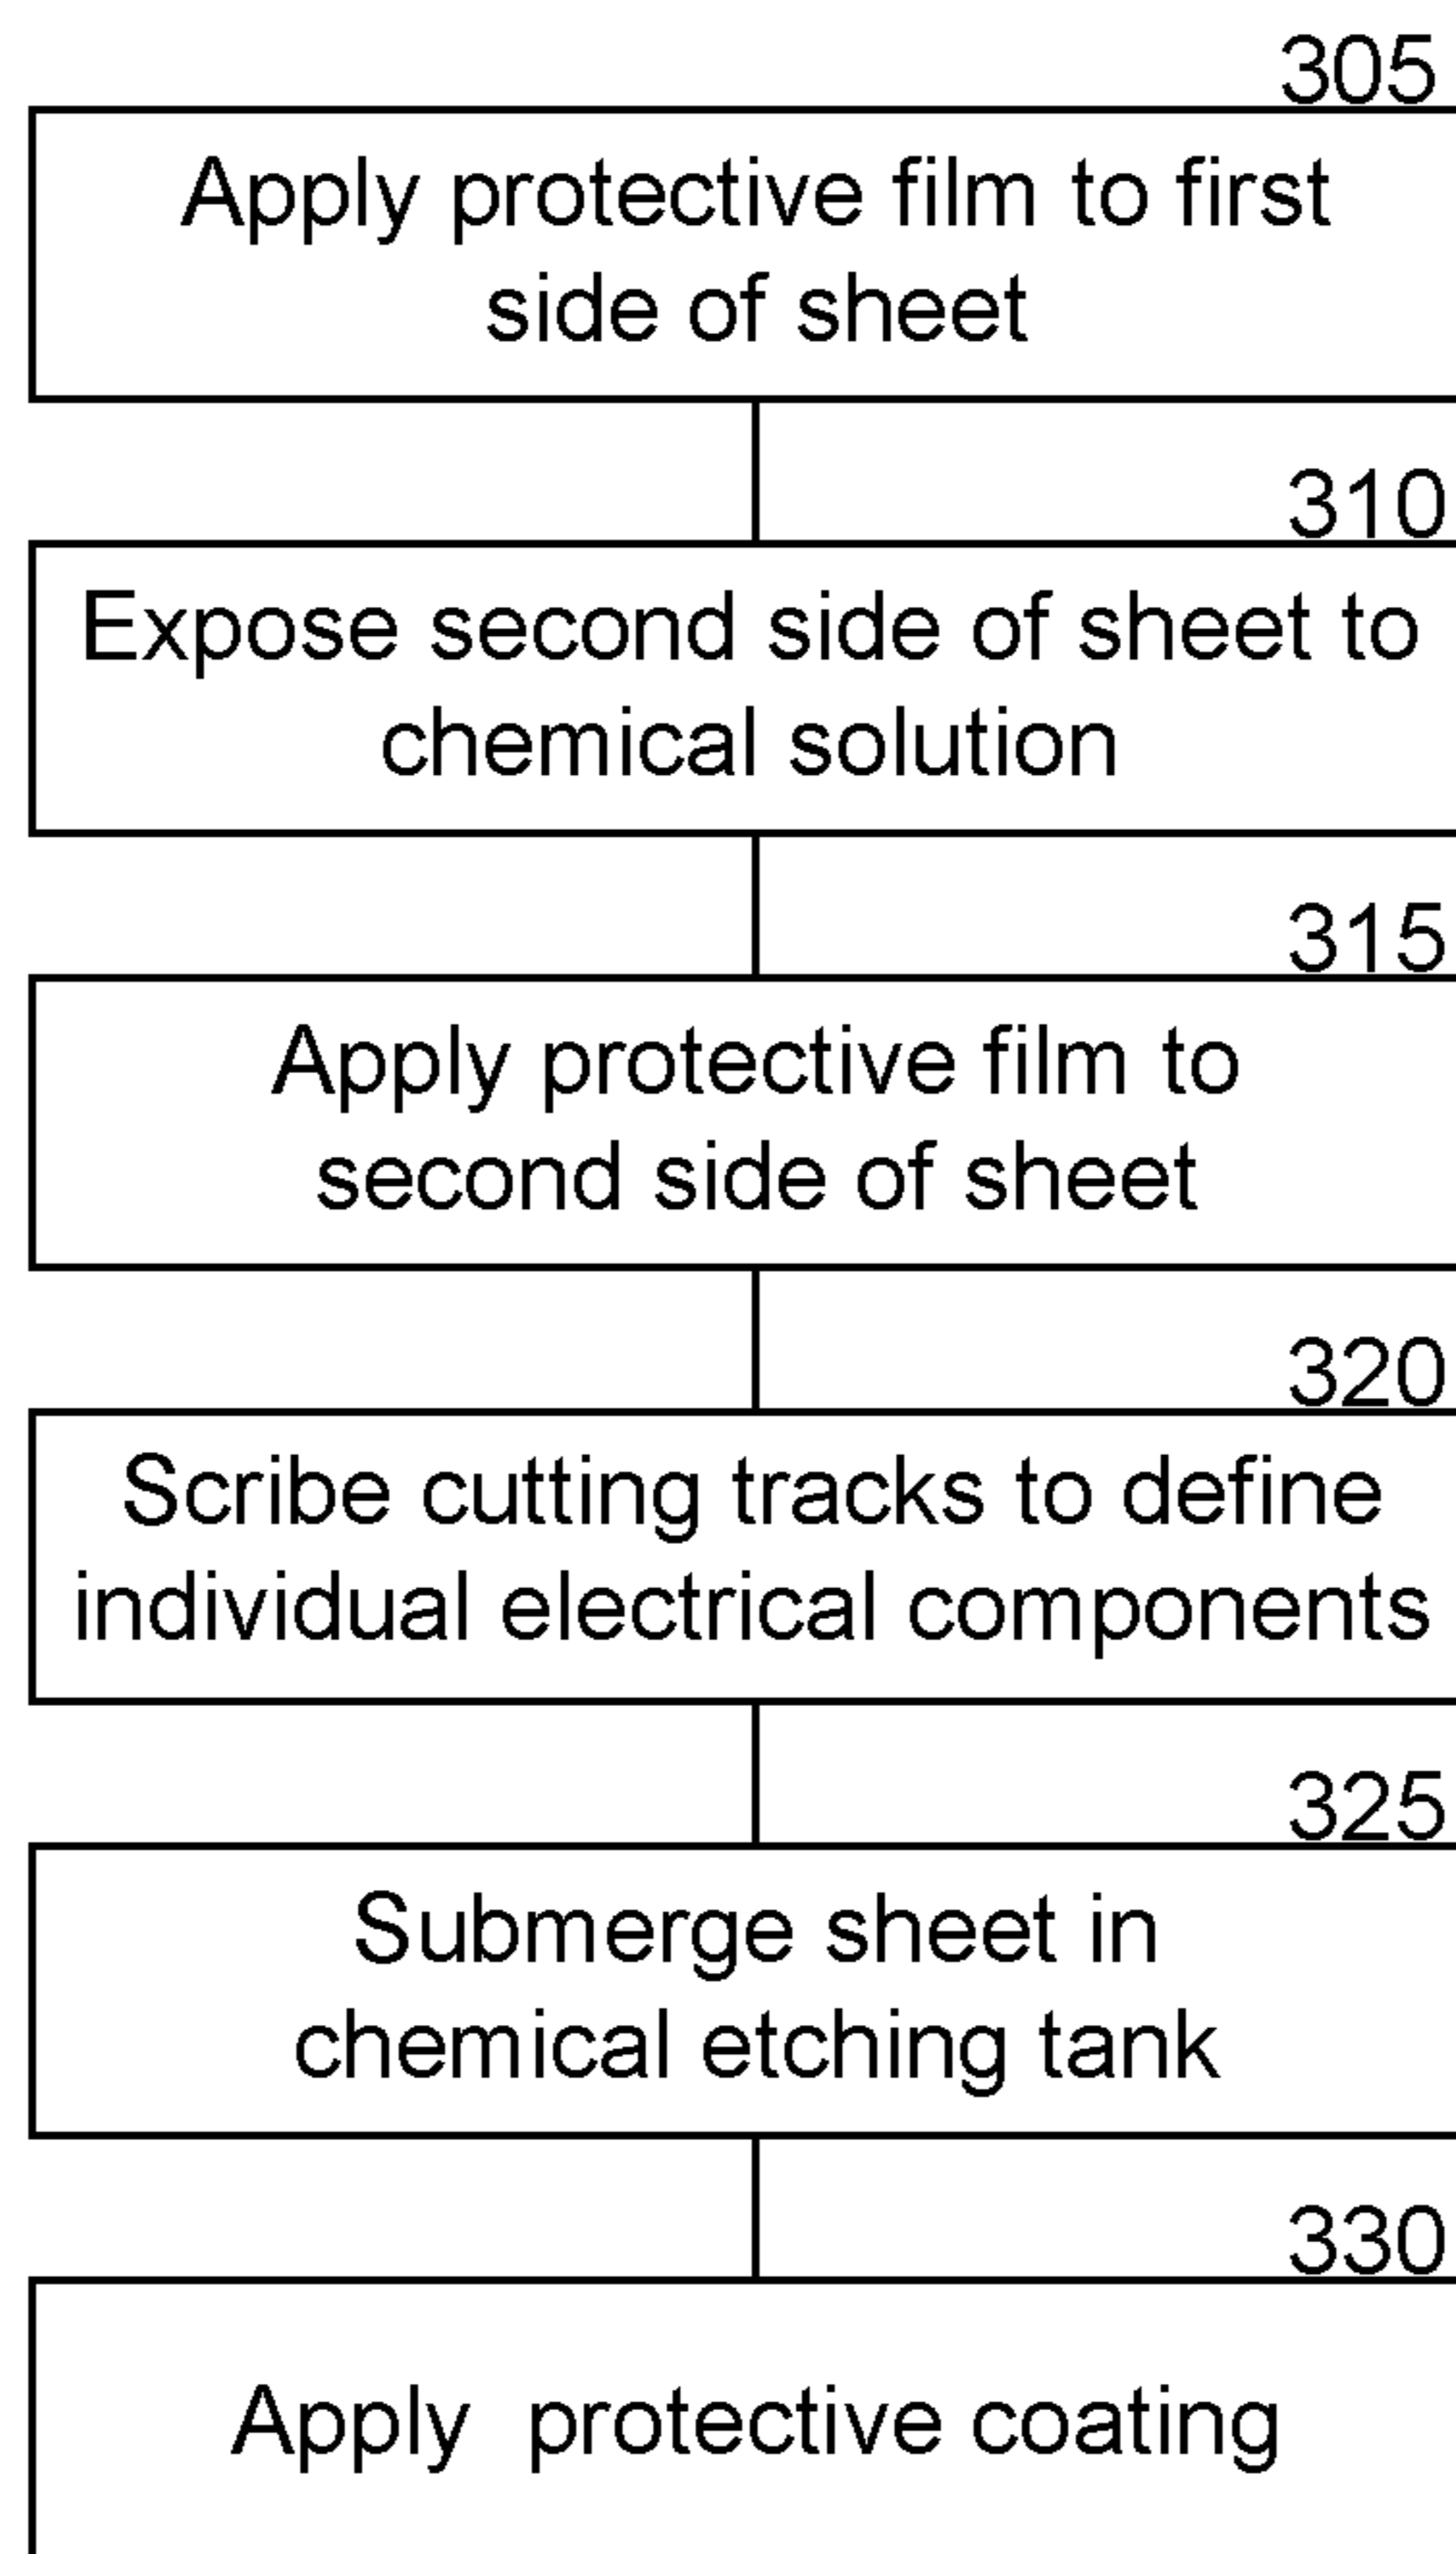 305
Apply protective film to first
side of sheet
310
Expose second side of sheet to
chemical solution
315
Apply protective film to
second side of sheet
320
Scribe cutting tracks to define
individual electrical components
325
Submerge sheet in
chemical etching tank
330
Apply protective coating